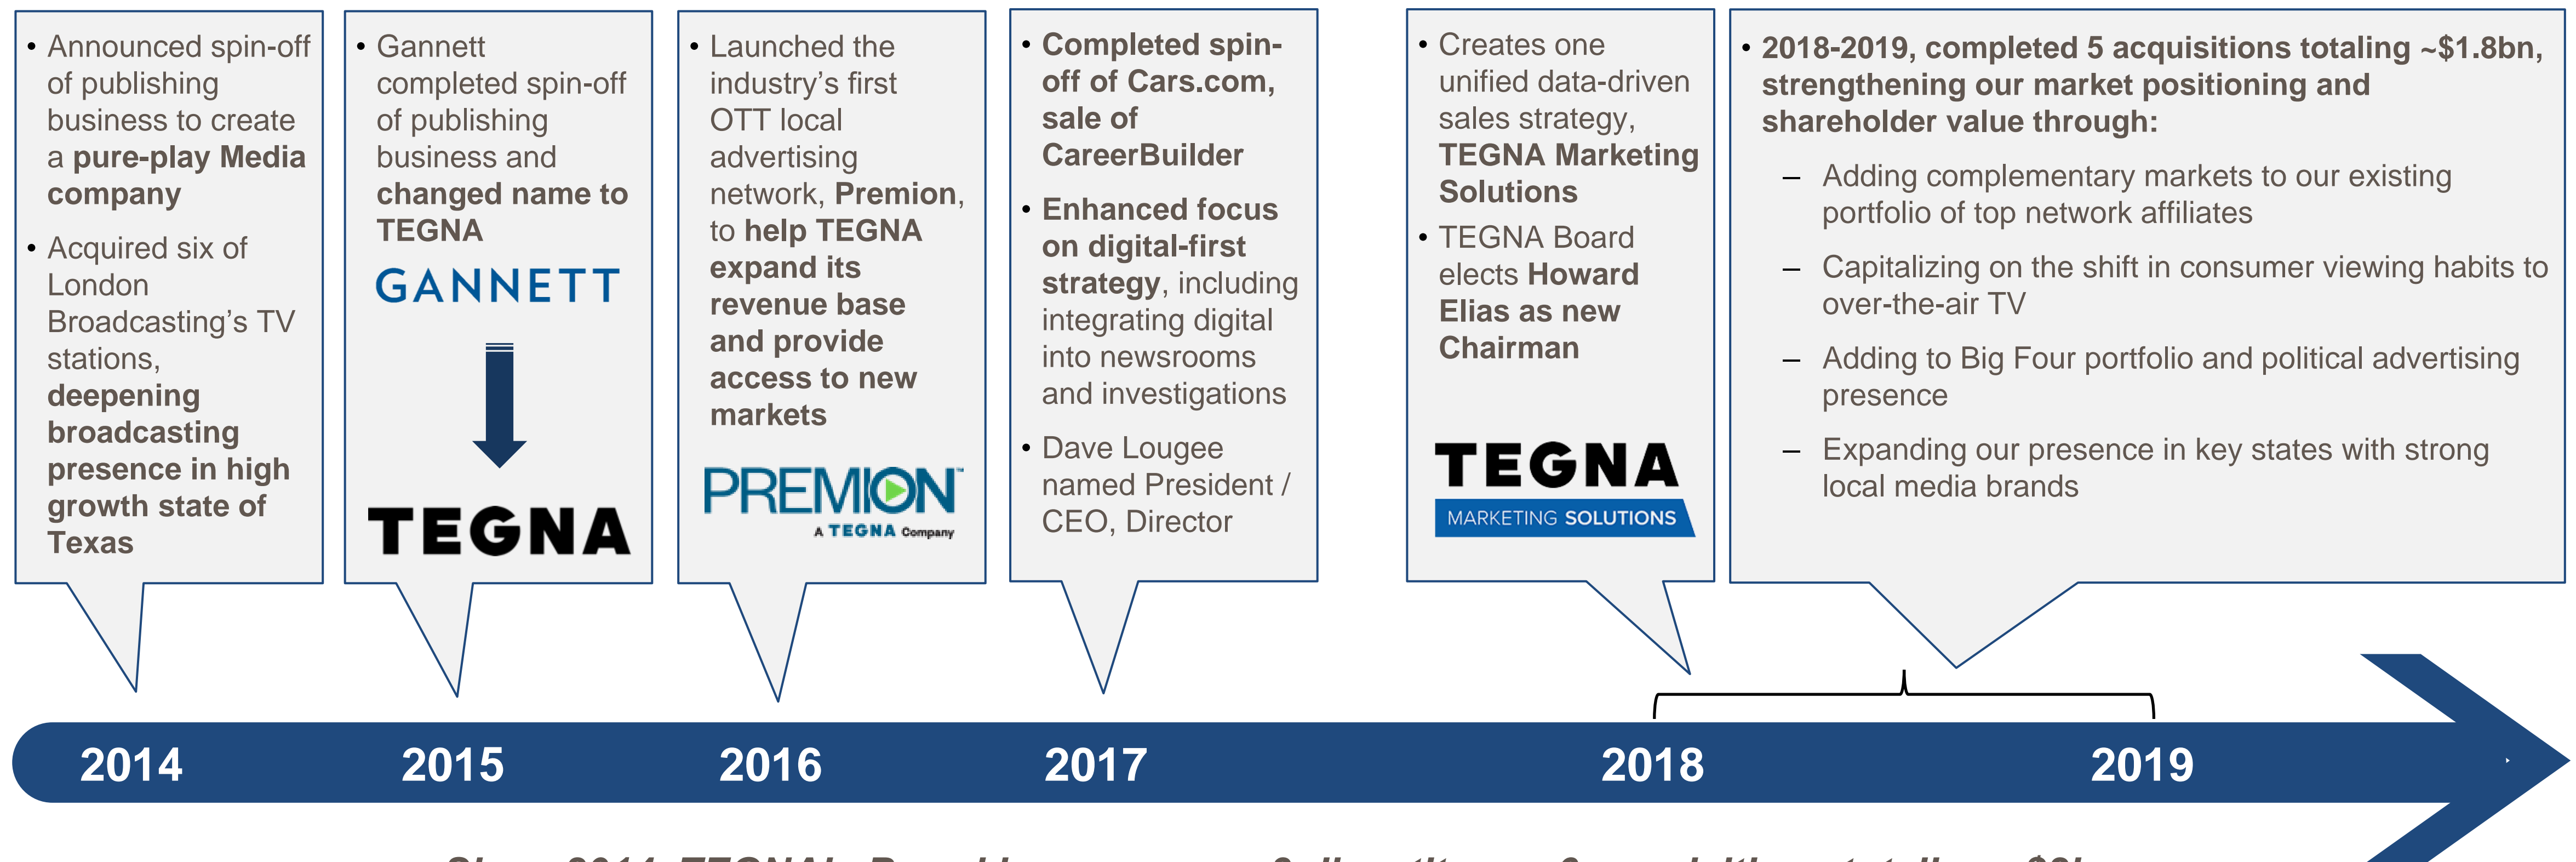 • Announced spin-off
of publishing
business to create
a pure-play Media
company
• Acquired six of
London
Broadcasting’s TV
stations,
deepening
broadcasting
presence in high
growth state of
Texas
• Gannett
completed spin-off
of publishing
business and
changed name to
TEGNA
GANNETT
TEGNA
• Launched the
industry’s first
OTT local
advertising
network, Premion,
to help TEGNA
expand its
revenue base
and provide
access to new
markets
PREMION™
A TEGNA Company
• Completed spin-
off of Cars.com,
sale of
CareerBuilder
• Enhanced focus
on digital-first
strategy, including
integrating digital
into newsrooms
and investigations
• Dave Lougee
named President /
CEO, Director
• Creates one
unified data-driven
sales strategy,
TEGNA Marketing
Solutions
• TEGNA Board
elects Howard
Elias as new
Chairman
TEGNA
MARKETING SOLUTIONS
• 2018-2019, completed 5 acquisitions totaling ~$1.8bn,
strengthening our market positioning and
shareholder value through:
– Adding complementary markets to our existing
portfolio of top network affiliates
– Capitalizing on the shift in consumer viewing habits to
over-the-air TV
– Adding to Big Four portfolio and political advertising
presence
– Expanding our presence in key states with strong
local media brands
2014
2015
2016
2017
2018
2019
Since 2014, TEGNA's Board